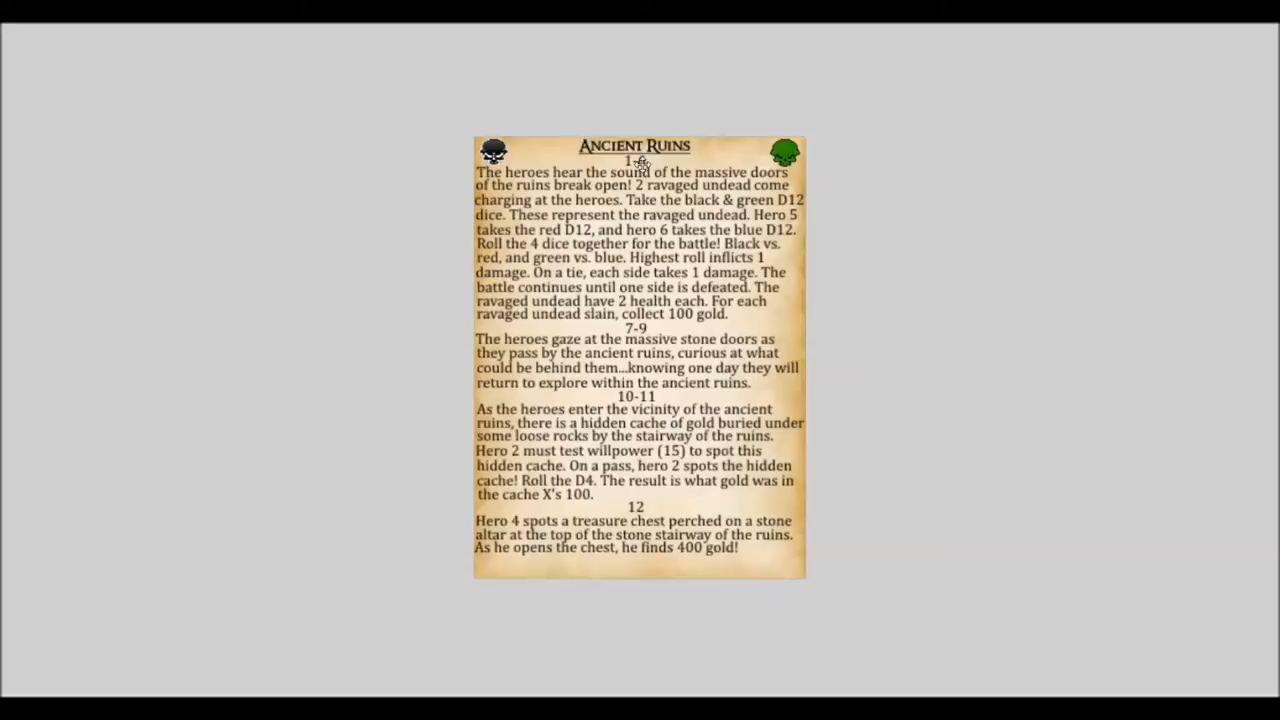 ANCIENT RUINS
1-
The heroes hear the sound of the massive doors
of the ruins break open! 2 ravaged undead come
charging at the heroes. Take the black & green D12
dice. These represent the ravaged undead. Hero 5
takes the red D12, and hero 6 takes the blue D12.
Roll the 4 dice together for the battle! Black vs.
red, and green vs. blue. Highest roll inflicts 1
damage. On a tie, each side takes 1 damage. The
battle continues until one side is defeated. The
ravaged undead have 2 health each. For each
ravaged undead slain, collect 100 gold.
7-9
The heroes gaze at the massive stone doors as
they pass by the ancient ruins, curious at what
could be behind them...knowing one day they will
return to explore within the ancient ruins.
10-11
As the heroes enter the vicinity of the ancient
ruins, there is a hidden cache of gold buried under
some loose rocks by the stairway of the ruins.
Hero 2 must test willpower (15) to spot this
hidden cache. On a pass, hero 2 spots the hidden
cache! Roll the D4. The result is what gold was in
the cache X's 100.
12
Hero 4 spots a treasure chest perched on a stone
altar at the top of the stone stairway of the ruins.
As he opens the chest, he finds 400 gold!